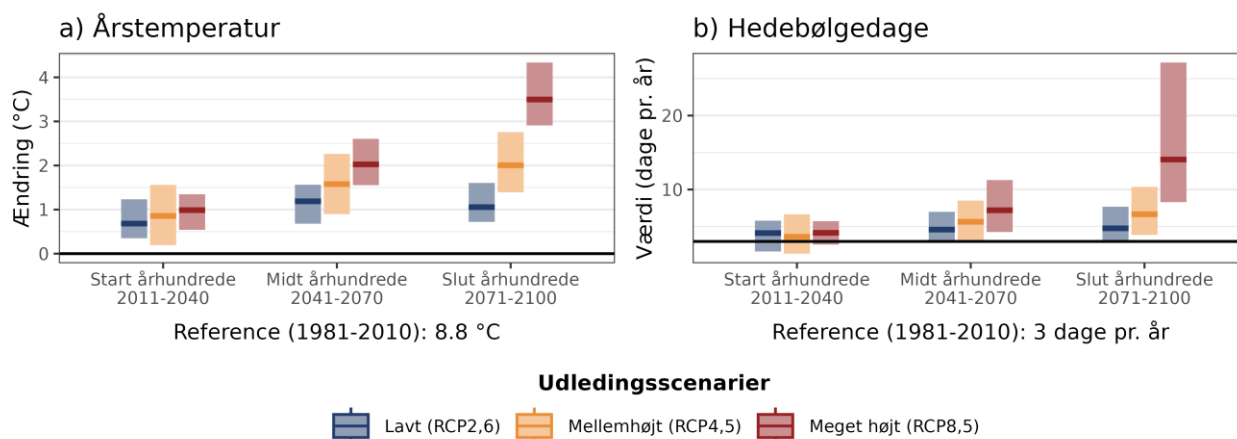 a) Årstemperatur
Ændring (°C)
4
3
2
1
0
Start århundrede
2011-2040
Midt århundrede
2041-2070
Slut århundrede
2071-2100
Reference (1981-2010): 8.8 °C
b) Hedebølgedage
Værdi (dage pr. år)
20
10
Start århundrede
2011-2040
Midt århundrede
2041-2070
Slut århundrede
2071-2100
Reference (1981-2010): 3 dage pr. år
Udledingsscenarier
Lavt (RCP2,6)
Mellemhøjt (RCP4,5)
Meget højt (RCP8,5)